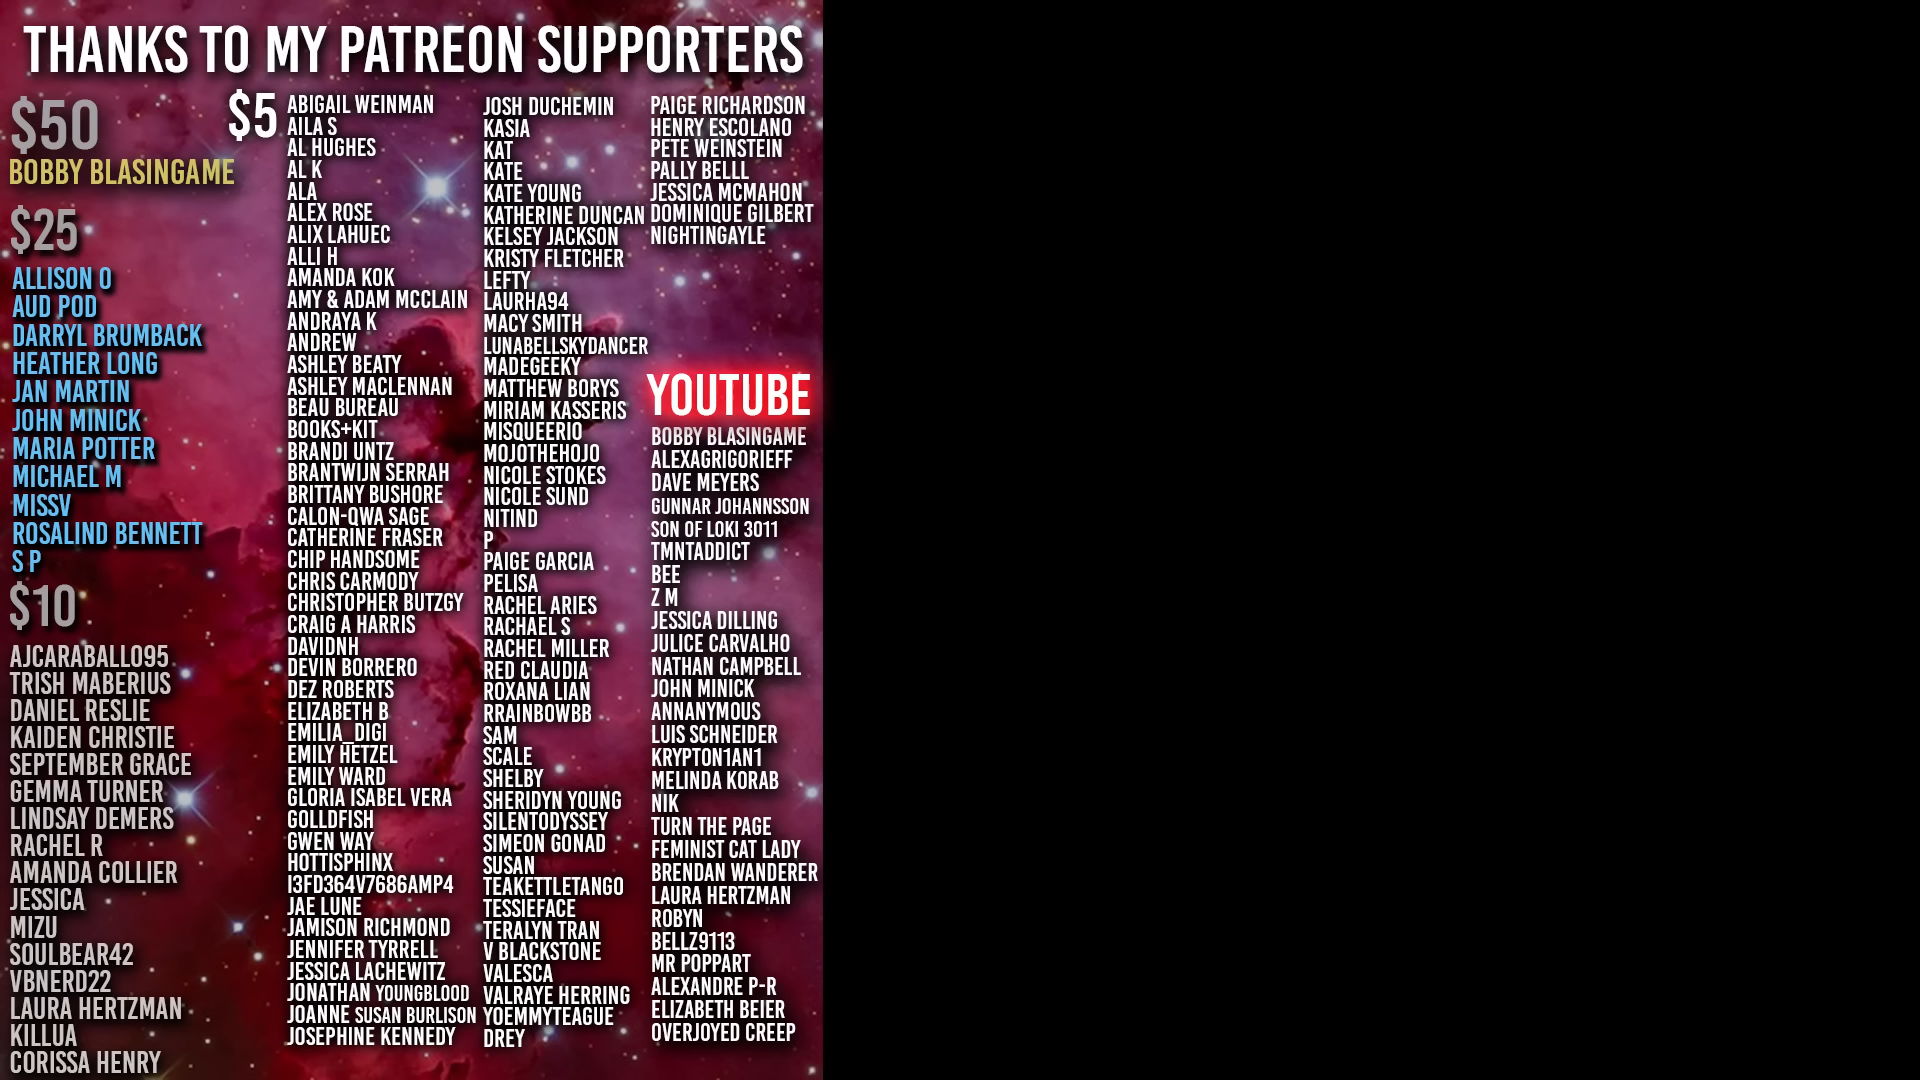 THANKS TO MY PATREON SUPPORTERS
$50
BOBBY BLASINGAME
$25
ALLISON O
AUD POD
DARRYL BRUMBACK
HEATHER LONG
JAN MARTIN
JOHN MINICK
MARIA POTTER
MICHAEL M
MISSV
ROSALIND BENNETT
S P
$10
AJCARABALLO95
TRISH MABERIUS
DANIEL RESLIE
KAIDEN CHRISTIE
SEPTEMBER GRACE
GEMMA TURNER
LINDSAY DEMERS
RACHEL R
AMANDA COLLIER
JESSICA
MIZU
SOULBEAR42
VBNERD22
LAURA HERTZMAN
KILLUA
CORISSA HENRY
$5
ABIGAIL WEINMAN
AILA S
AL HUGHES
AL K
ALA
ALEX ROSE
ALIX LAHUEC
ALLI H
AMANDA KOK
AMY & ADAM MCCLAIN
ANDRAYA K
ANDREW
ASHLEY BEATY
ASHLEY MACLENNAN
BEAU BUREAU
BOOKS+KIT
BRANDI UNTZ
BRANTWIJN SERRAH
BRITTANY BUSHORE
CALON-QWA SAGE
CATHERINE FRASER
CHIP HANDSOME
CHRIS CARMODY
CHRISTOPHER BUTZGY
CRAIG A HARRIS
DAVIDNH
DEVIN BORRERO
DEZ ROBERTS
ELIZABETH B
EMILIA_DIGI
EMILY HETZEL
EMILY WARD
GLORIA ISABEL VERA
GOLLDFISH
GWEN WAY
HOTTISPHINX
I3FD364V7686AMP4
JAE LUNE
JAMISON RICHMOND
JENNIFER TYRRELL
JESSICA LACHEWITZ
JONATHAN YOUNGBLOOD
JOANNE SUSAN BURLISON
JOSEPHINE KENNEDY
JOSH DUCHEMIN
KASIA
KAT
KATE
KATE YOUNG
KATHERINE DUNCAN
KELSEY JACKSON
KRISTY FLETCHER
LEFTY
LAURHA94
MACY SMITH
LUNABELLSKYDANCER
MADEGEEKY
MATTHEW BORYS
MIRIAM KASSERIS
MISQUEERIO
MOJOTHEHOJO
NICOLE STOKES
NICOLE SUND
NITIND
P
PAIGE GARCIA
PELISA
RACHEL ARIES
RACHAEL S
RACHEL MILLER
RED CLAUDIA
ROXANA LIAN
RRAINBOWBB
SAM
SCALE
SHELBY
SHERIDYN YOUNG
SILENTODYSSEY
SIMEON GONAD
SUSAN
TEAKETTLETANGO
TESSIEFACE
TERALYN TRAN
V BLACKSTONE
VALESCA
VALRAYE HERRING
YOEMMYTEAGUE
DREY
PAIGE RICHARDSON
HENRY ESCOLANO
PETE WEINSTEIN
PALLY BELLL
JESSICA MCMAHON
DOMINIQUE GILBERT
NIGHTINGAYLE
YOUTUBE
BOBBY BLASINGAME
ALEXAGRIGORIEFF
DAVE MEYERS
GUNNAR JOHANNSSON
SON OF LOKI 3011
TMNTADDICT
BEE
Z M
JESSICA DILLING
JULICE CARVALHO
NATHAN CAMPBELL
JOHN MINICK
ANNANYMOUS
LUIS SCHNEIDER
KRYPTON1AN1
MELINDA KORAB
NIK
TURN THE PAGE
FEMINIST CAT LADY
BRENDAN WANDERER
LAURA HERTZMAN
ROBYN
BELLZ9113
MR POPPART
ALEXANDRE P-R
ELIZABETH BEIER
OVERJOYED CREEP